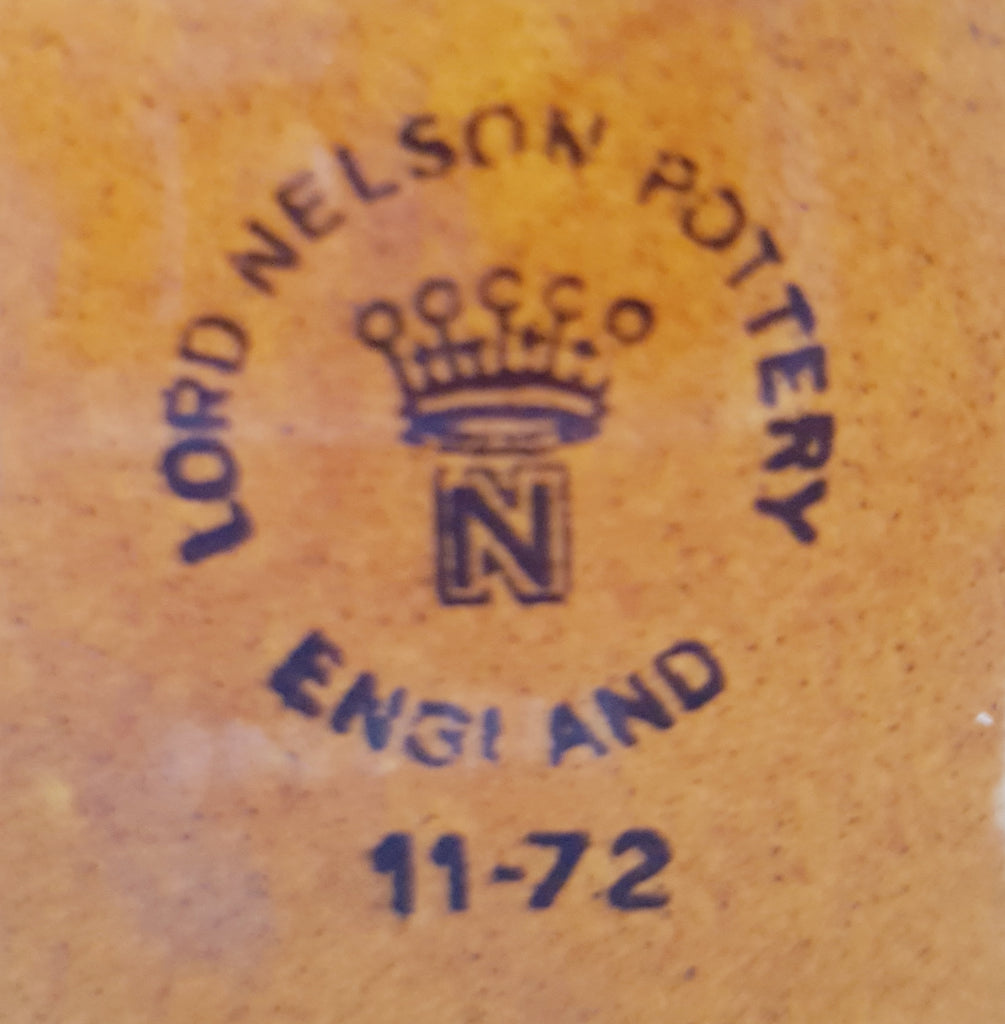 LORD NELSON POTTERY
N
ENGLAND
11-72